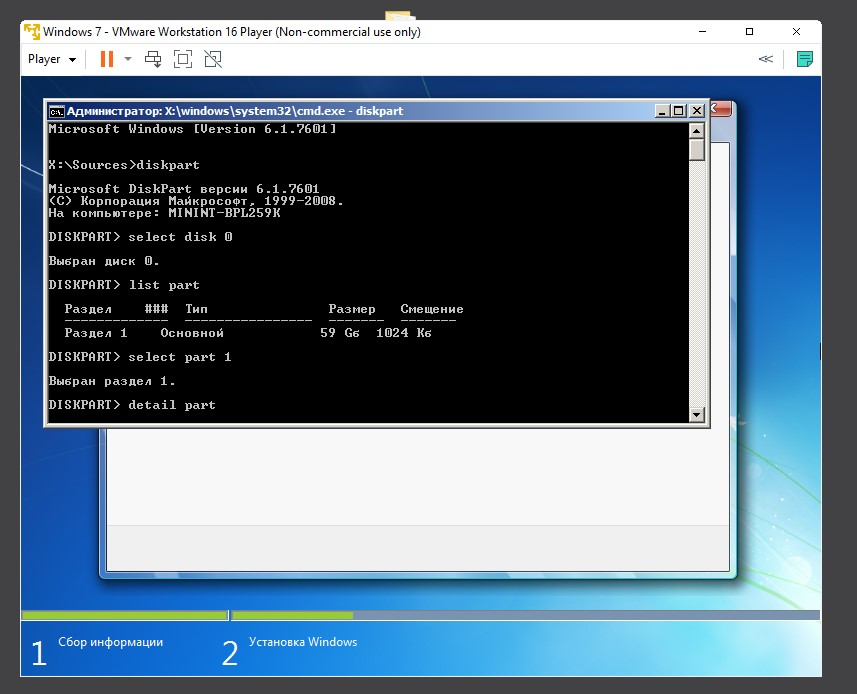 Windows 7 - VMware Workstation 16 Player (Non-commercial use only)
Player
Администратор: X:\windows\system32\cmd.exe - diskpart
Microsoft Windows [Version 6.1.7601]
X:\Sources>diskpart
Microsoft DiskPart версии 6.1.7601
(C) Корпорация Майкрософт, 1999-2008.
На компьютере: MININT-BPL259K
DISKPART> select disk 0
Выбран диск 0.
DISKPART> list part
Раздел ### Тип Размер Смещение
------------- ---------------- ------- -------
Раздел 1 Основной 59 Gб 1024 Kб
DISKPART> select part 1
Выбран раздел 1.
DISKPART> detail part
1 Сбор информации
2 Установка Windows